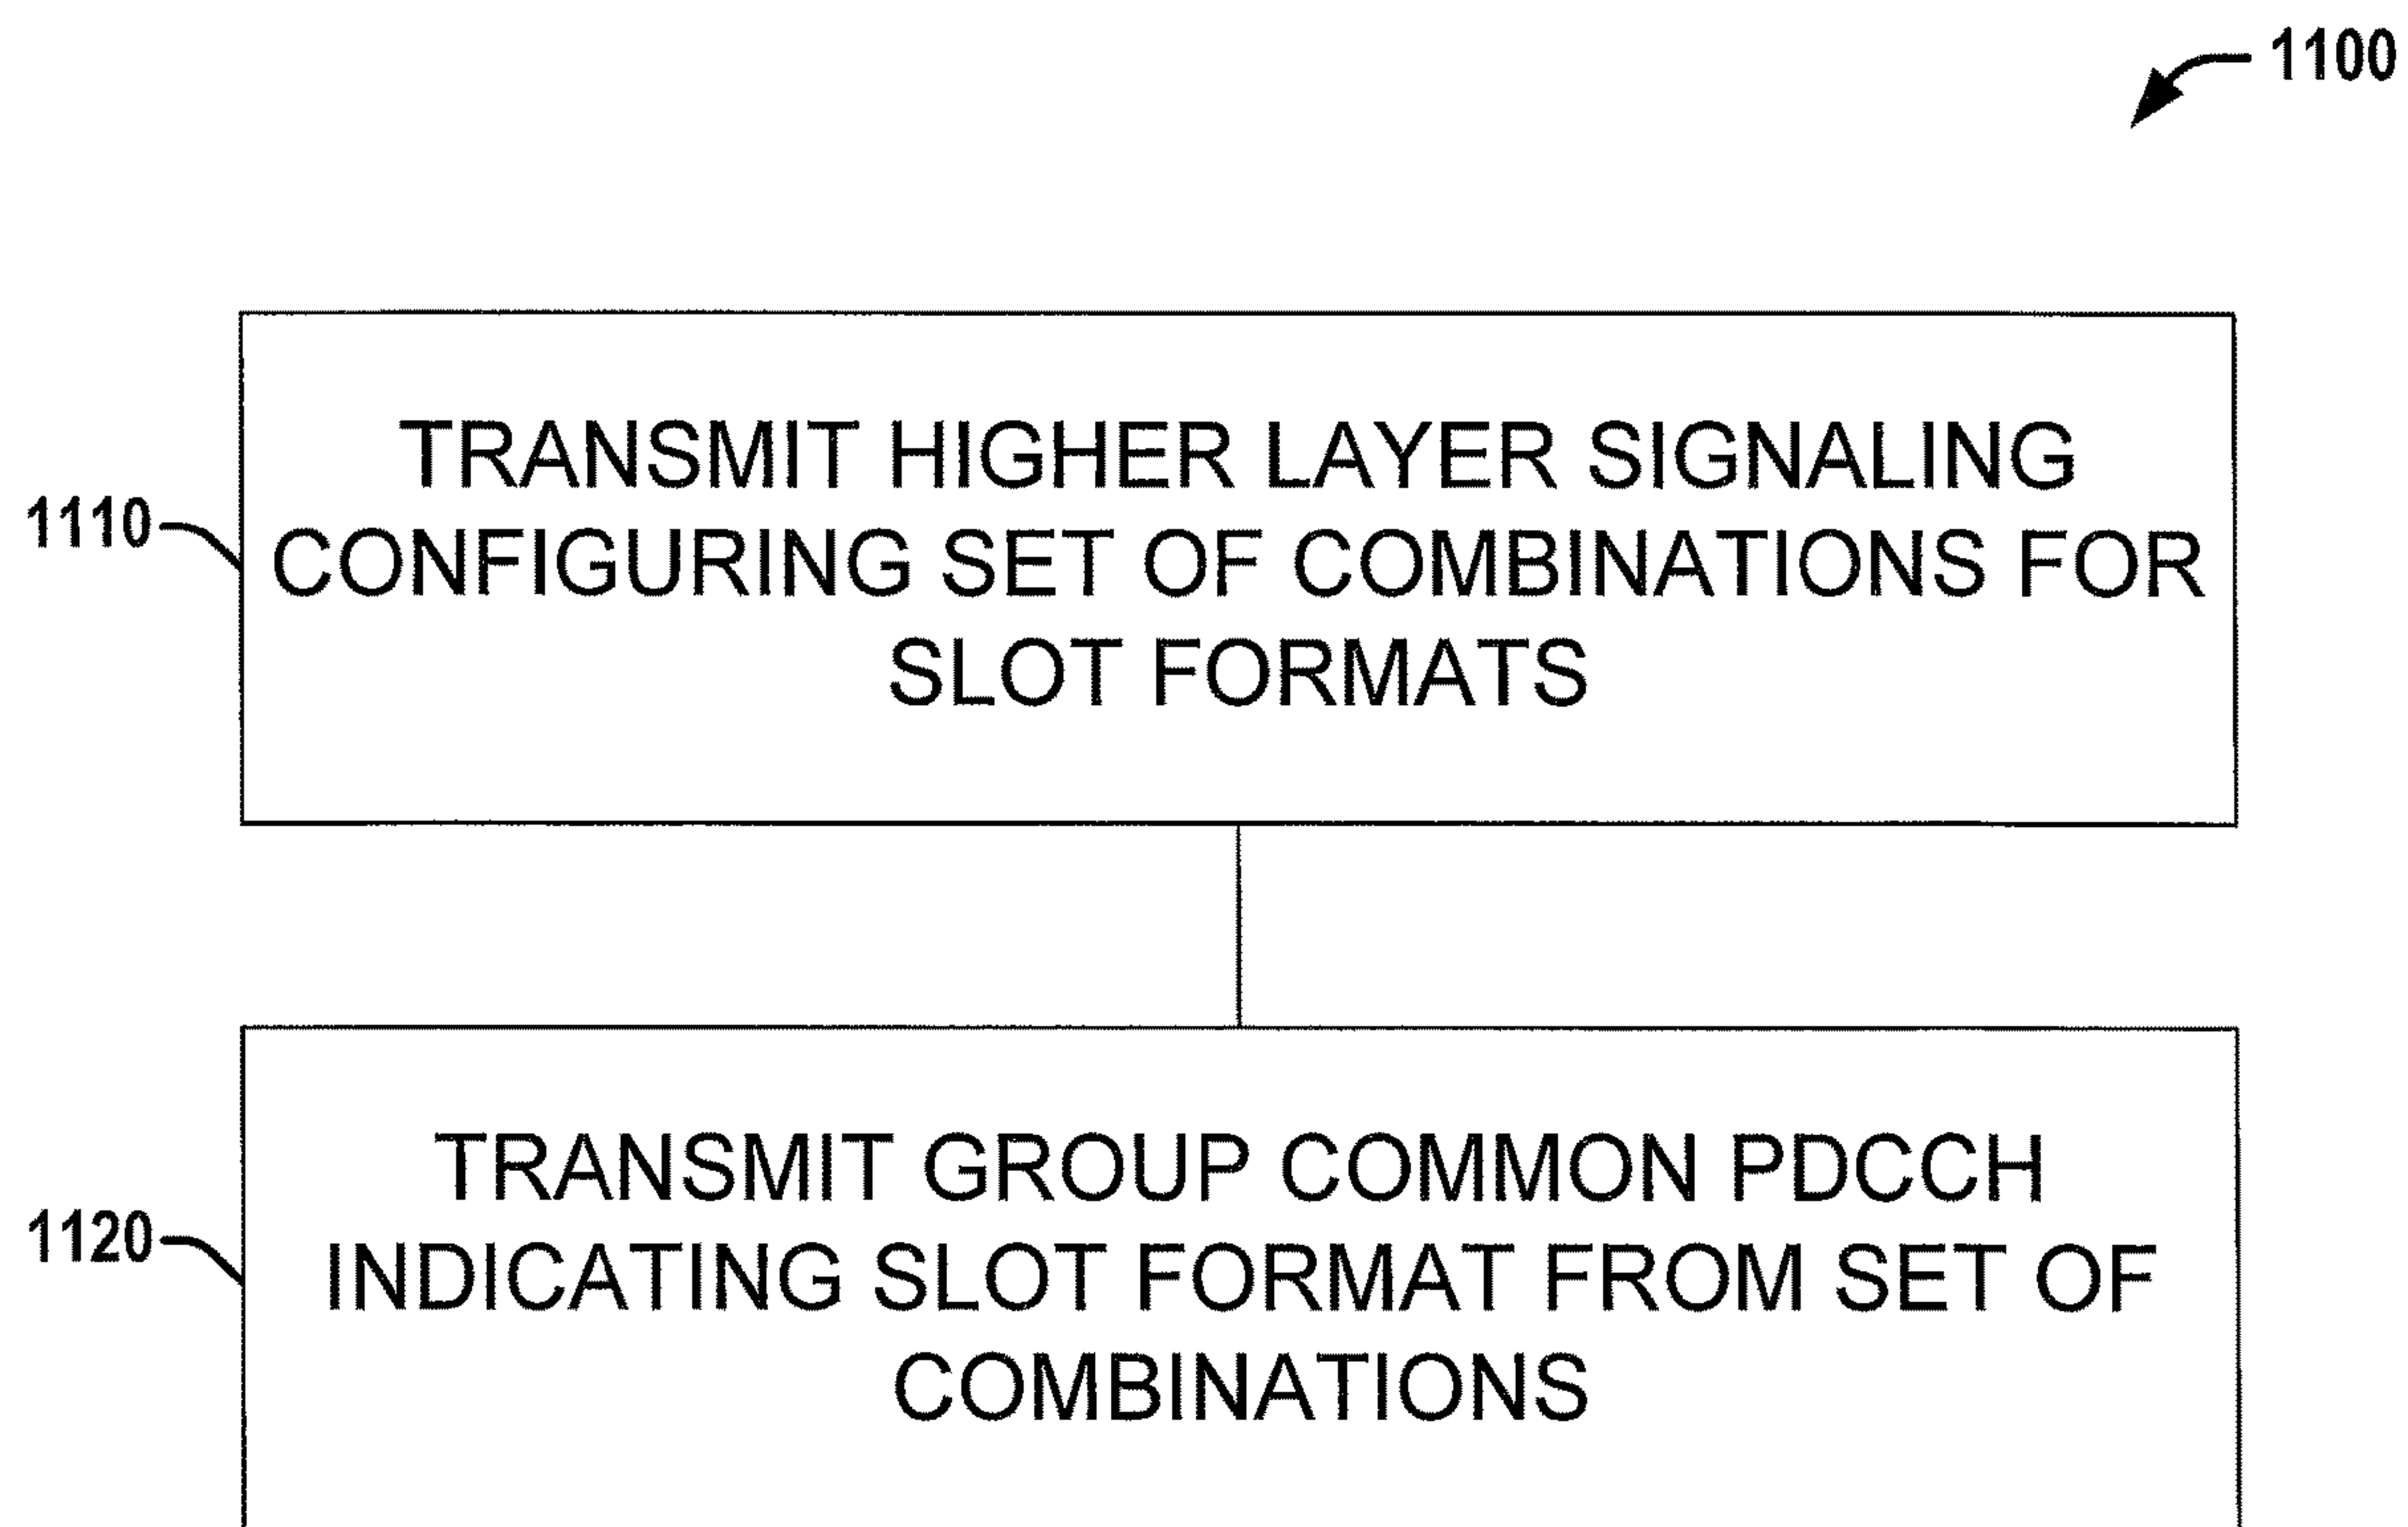 1100
TRANSMIT HIGHER LAYER SIGNALING
1110
CONFIGURING SET OF COMBINATIONS FOR
SLOT FORMATS
TRANSMIT GROUP COMMON PDCCH
1120
INDICATING SLOT FORMAT FROM SET OF
COMBINATIONS